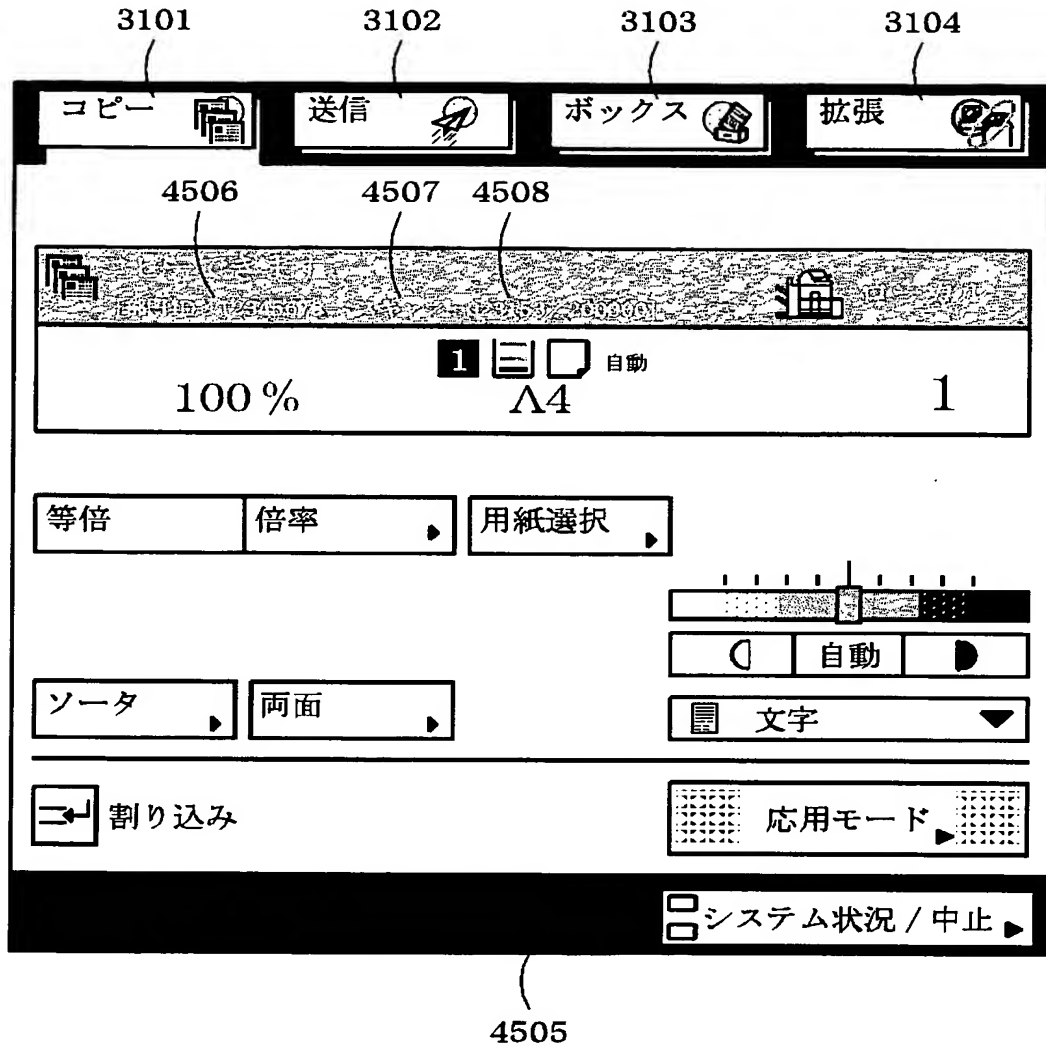 3101 3102 3103 3104
コピー 送信 ボックス 拡張
4506 4507 4508
1 自動
100 % A4 1
等倍 倍率 用紙選択
自動
ソータ 両面 文字
割り込み 応用モード
システム状況 / 中止
4505